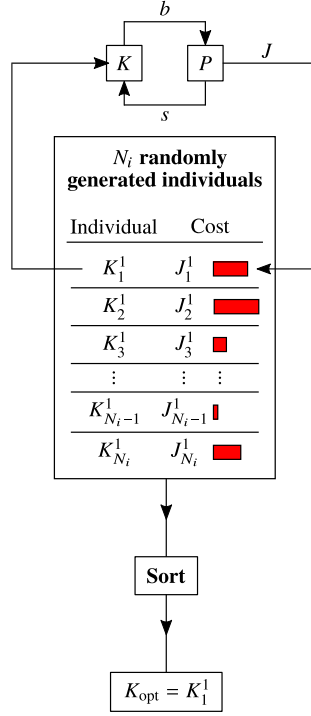 b
K P J
s
N_i randomly
generated individuals
Individual Cost
K_1^1 J_1^1
K_2^1 J_2^1
K_3^1 J_3^1
⋮ ⋮ ⋮
K_{N_i-1}^1 J_{N_i-1}^1
K_{N_i}^1 J_{N_i}^1
Sort
K_opt = K_1^1